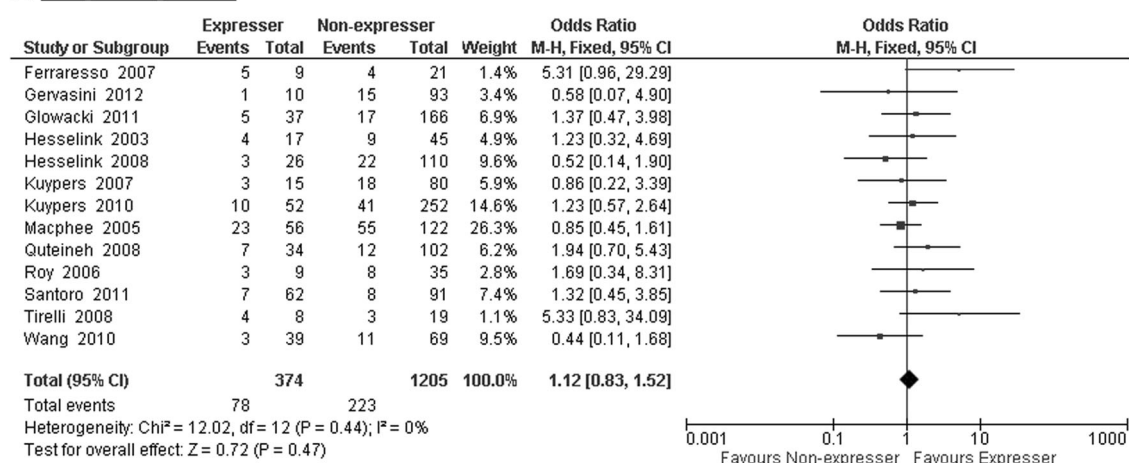 Expresser Non-expresser Odds Ratio Odds Ratio
Study or Subgroup Events Total Events Total Weight M-H, Fixed, 95% CI M-H, Fixed, 95% CI
Ferraresso 2007 5 9 4 21 1.4% 5.31 [0.96, 29.29]
Gervasini 2012 1 10 15 93 3.4% 0.58 [0.07, 4.90]
Glowacki 2011 5 37 17 166 6.9% 1.37 [0.47, 3.98]
Hesselink 2003 4 17 9 45 4.9% 1.23 [0.32, 4.69]
Hesselink 2008 3 26 22 110 9.6% 0.52 [0.14, 1.90]
Kuypers 2007 3 15 18 80 5.9% 0.86 [0.22, 3.39]
Kuypers 2010 10 52 41 252 14.6% 1.23 [0.57, 2.64]
Macphee 2005 23 56 55 122 26.3% 0.85 [0.45, 1.61]
Quteineh 2008 7 34 12 102 6.2% 1.94 [0.70, 5.43]
Roy 2006 3 9 8 35 2.8% 1.69 [0.34, 8.31]
Santoro 2011 7 62 8 91 7.4% 1.32 [0.45, 3.85]
Tirelli 2008 4 8 3 19 1.1% 5.33 [0.83, 34.09]
Wang 2010 3 39 11 69 9.5% 0.44 [0.11, 1.68]
Total (95% CI) 374 1205 100.0% 1.12 [0.83, 1.52]
Total events 78 223
Heterogeneity: Chi² = 12.02, df = 12 (P = 0.44); I² = 0%
Test for overall effect: Z = 0.72 (P = 0.47)
0.001 0.1 1 10 1000
Favours Non-expresser Favours Expresser